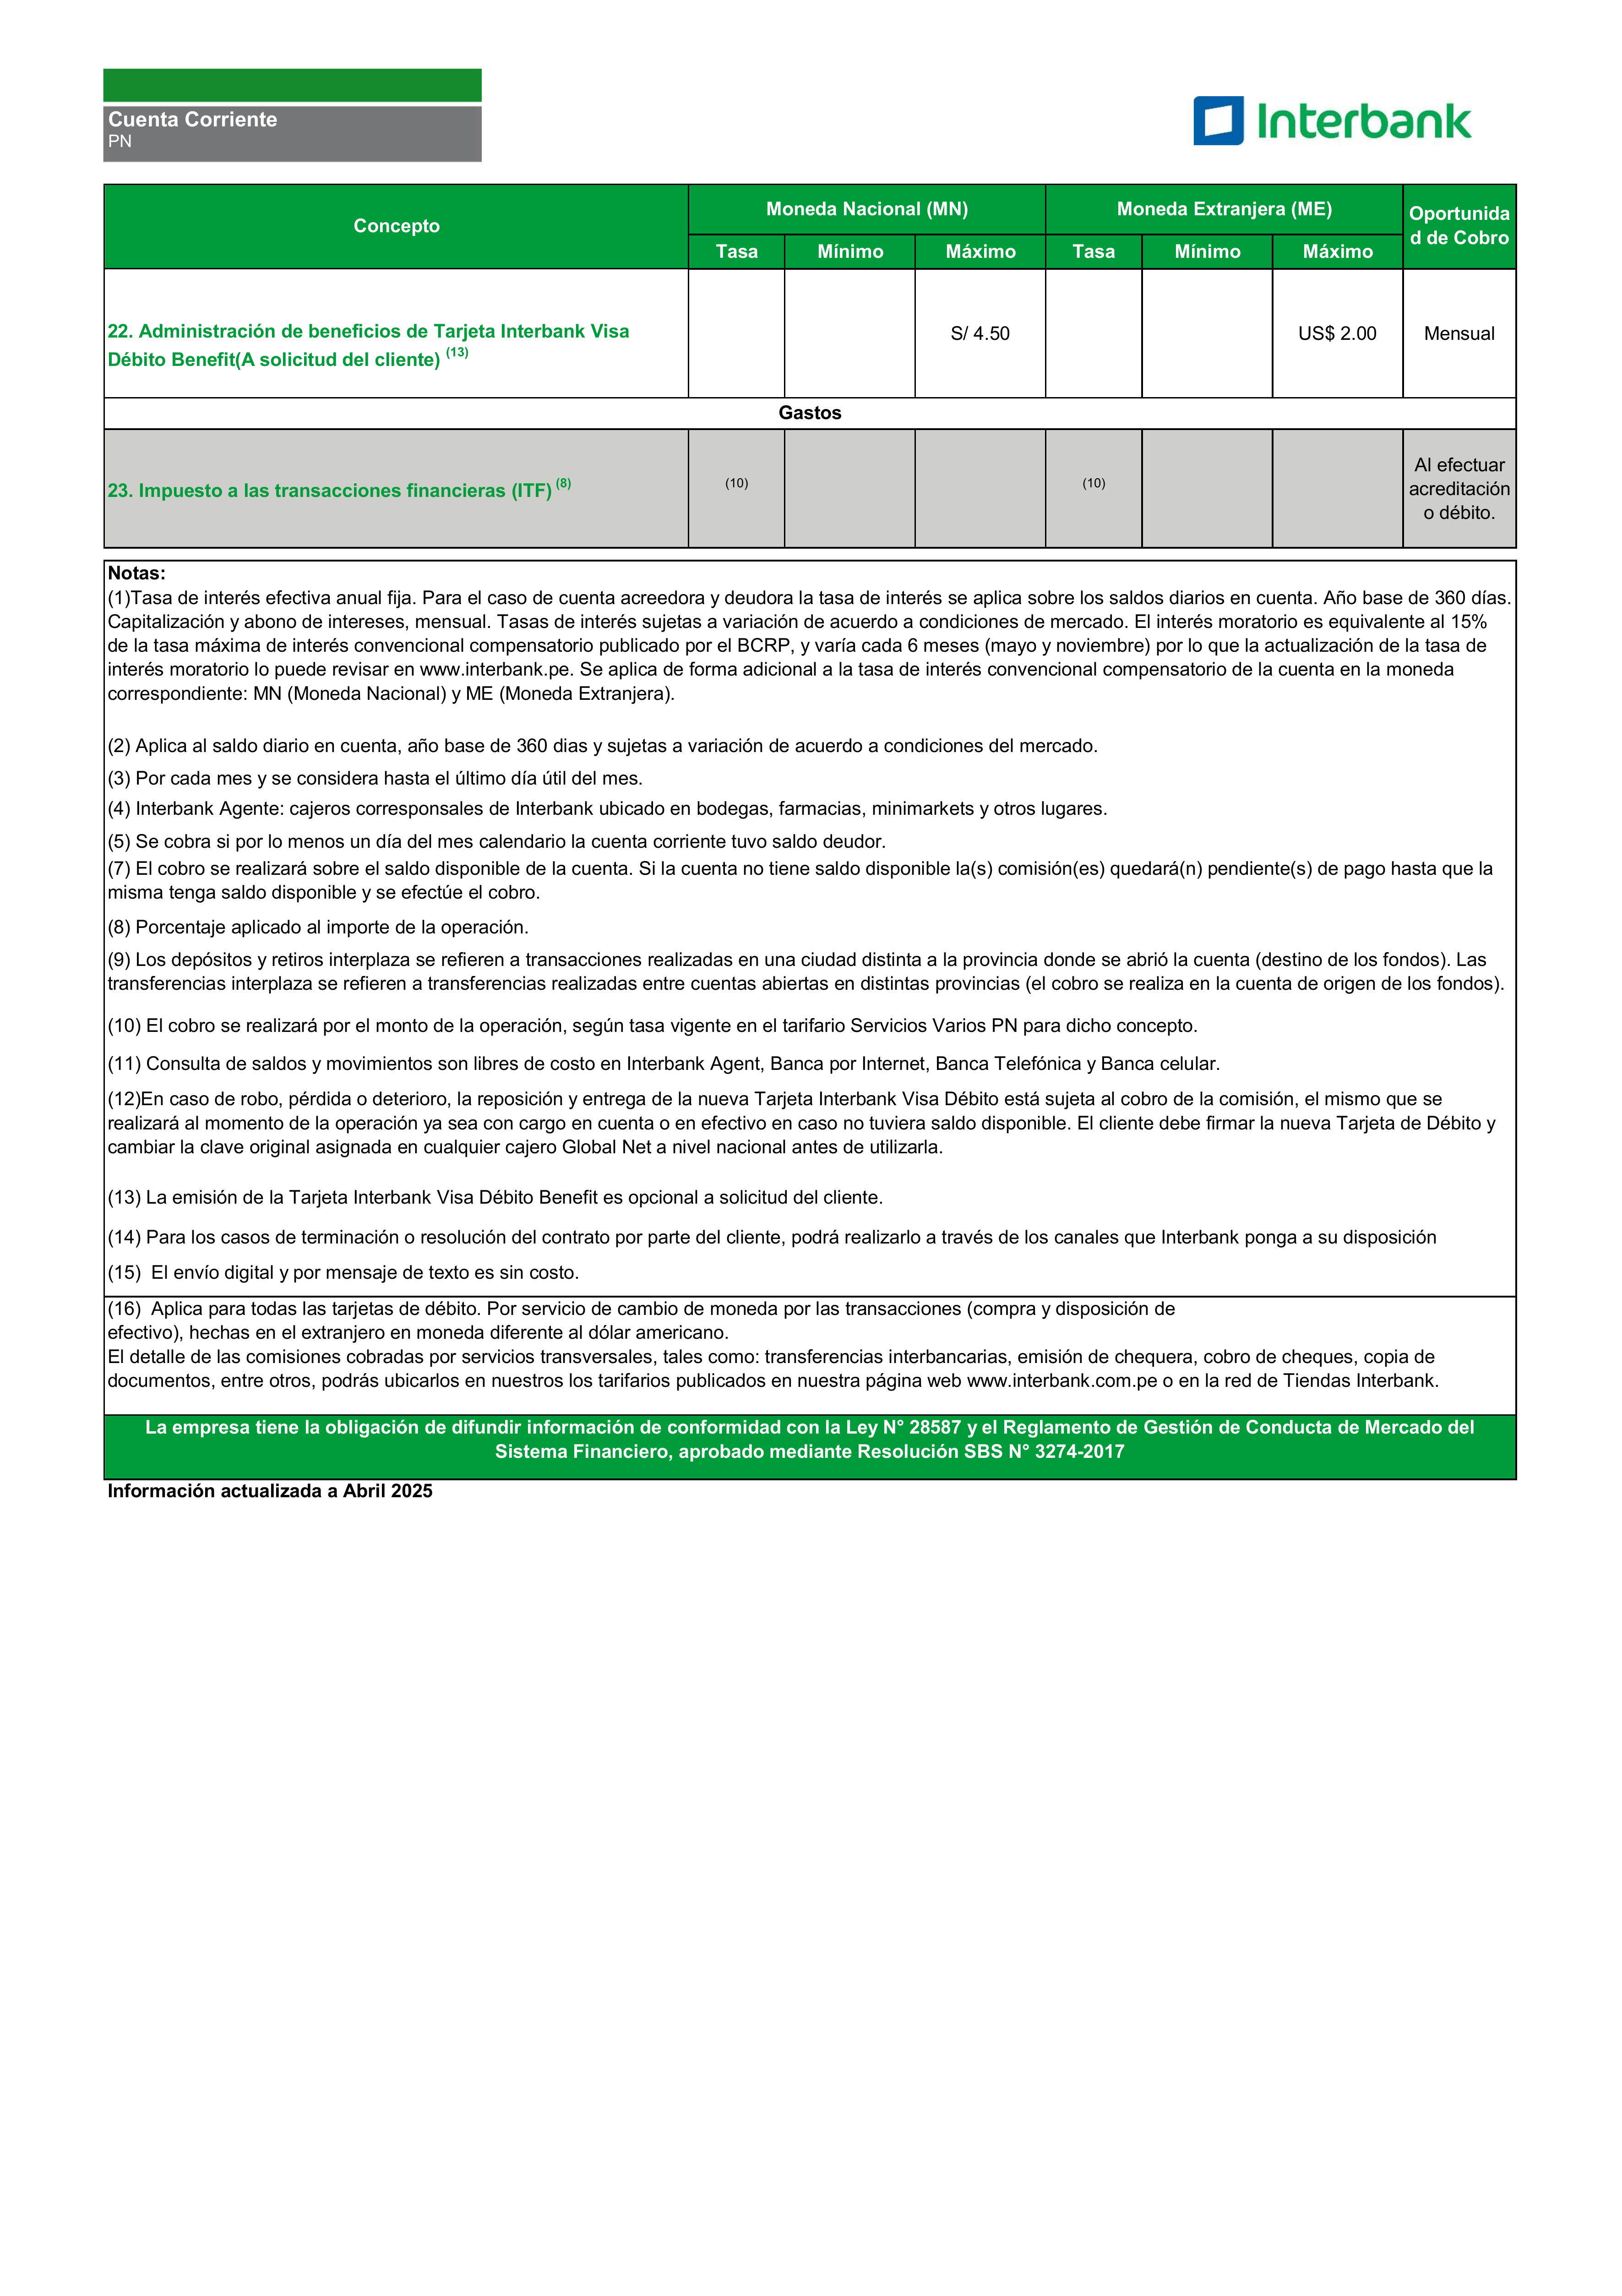 Cuenta Corriente
PN
Interbank
Concepto
Moneda Nacional (MN)
Moneda Extranjera (ME)
Oportunida
d de Cobro
Tasa
Mínimo
Máximo
Tasa
Mínimo
Máximo
22. Administración de beneficios de Tarjeta Interbank Visa
Débito Benefit(A solicitud del cliente) (13)
S/ 4.50
US$ 2.00
Mensual
Gastos
23. Impuesto a las transacciones financieras (ITF) (8)
(10)
(10)
Al efectuar
acreditación
o débito.
Notas:
(1)Tasa de interés efectiva anual fija. Para el caso de cuenta acreedora y deudora la tasa de interés se aplica sobre los saldos diarios en cuenta. Año base de 360 días.
Capitalización y abono de intereses, mensual. Tasas de interés sujetas a variación de acuerdo a condiciones de mercado. El interés moratorio es equivalente al 15%
de la tasa máxima de interés convencional compensatorio publicado por el BCRP, y varía cada 6 meses (mayo y noviembre) por lo que la actualización de la tasa de
interés moratorio lo puede revisar en www.interbank.pe. Se aplica de forma adicional a la tasa de interés convencional compensatorio de la cuenta en la moneda
correspondiente: MN (Moneda Nacional) y ME (Moneda Extranjera).
(2) Aplica al saldo diario en cuenta, año base de 360 dias y sujetas a variación de acuerdo a condiciones del mercado.
(3) Por cada mes y se considera hasta el último día útil del mes.
(4) Interbank Agente: cajeros corresponsales de Interbank ubicado en bodegas, farmacias, minimarkets y otros lugares.
(5) Se cobra si por lo menos un día del mes calendario la cuenta corriente tuvo saldo deudor.
(7) El cobro se realizará sobre el saldo disponible de la cuenta. Si la cuenta no tiene saldo disponible la(s) comisión(es) quedará(n) pendiente(s) de pago hasta que la
misma tenga saldo disponible y se efectúe el cobro.
(8) Porcentaje aplicado al importe de la operación.
(9) Los depósitos y retiros interplaza se refieren a transacciones realizadas en una ciudad distinta a la provincia donde se abrió la cuenta (destino de los fondos). Las
transferencias interplaza se refieren a transferencias realizadas entre cuentas abiertas en distintas provincias (el cobro se realiza en la cuenta de origen de los fondos).
(10) El cobro se realizará por el monto de la operación, según tasa vigente en el tarifario Servicios Varios PN para dicho concepto.
(11) Consulta de saldos y movimientos son libres de costo en Interbank Agent, Banca por Internet, Banca Telefónica y Banca celular.
(12)En caso de robo, pérdida o deterioro, la reposición y entrega de la nueva Tarjeta Interbank Visa Débito está sujeta al cobro de la comisión, el mismo que se
realizará al momento de la operación ya sea con cargo en cuenta o en efectivo en caso no tuviera saldo disponible. El cliente debe firmar la nueva Tarjeta de Débito y
cambiar la clave original asignada en cualquier cajero Global Net a nivel nacional antes de utilizarla.
(13) La emisión de la Tarjeta Interbank Visa Débito Benefit es opcional a solicitud del cliente.
(14) Para los casos de terminación o resolución del contrato por parte del cliente, podrá realizarlo a través de los canales que Interbank ponga a su disposición
(15)  El envío digital y por mensaje de texto es sin costo.
(16)  Aplica para todas las tarjetas de débito. Por servicio de cambio de moneda por las transacciones (compra y disposición de
efectivo), hechas en el extranjero en moneda diferente al dólar americano.
El detalle de las comisiones cobradas por servicios transversales, tales como: transferencias interbancarias, emisión de chequera, cobro de cheques, copia de
documentos, entre otros, podrás ubicarlos en nuestros los tarifarios publicados en nuestra página web www.interbank.com.pe o en la red de Tiendas Interbank.
La empresa tiene la obligación de difundir información de conformidad con la Ley N° 28587 y el Reglamento de Gestión de Conducta de Mercado del
Sistema Financiero, aprobado mediante Resolución SBS N° 3274-2017
Información actualizada a Abril 2025